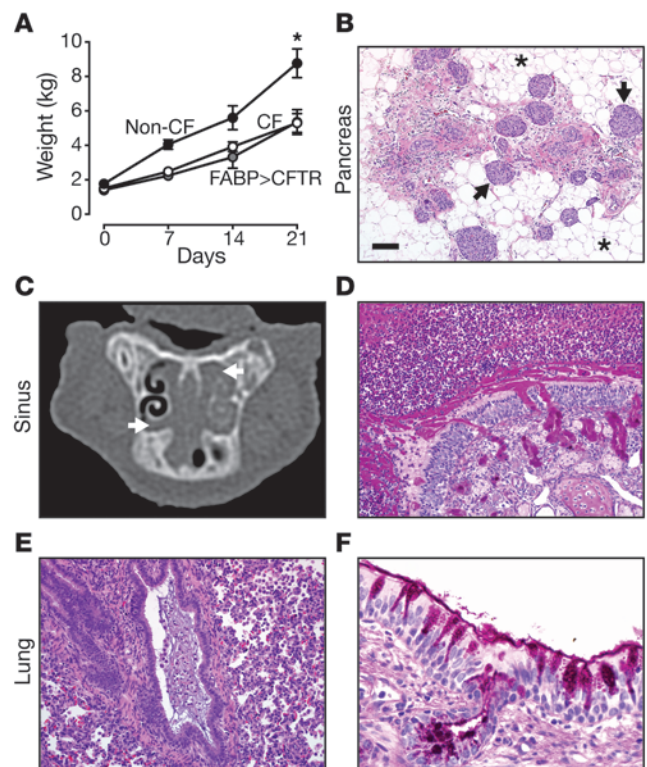 A
Weight (kg)
10
8
6
4
2
0
*
Non-CF
CF
FABP>CFTR
0 7 14 21
Days
B
Pancreas
*
*
C
Sinus
D
E
Lung
F